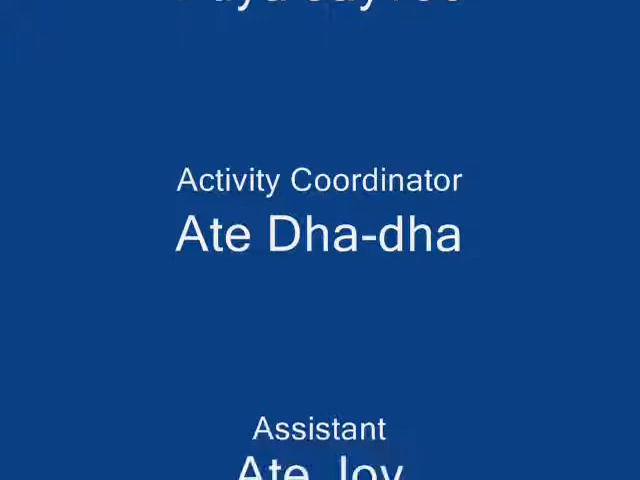 Activity Coordinator
Ate Dha-dha
Assistant
Ate Joy